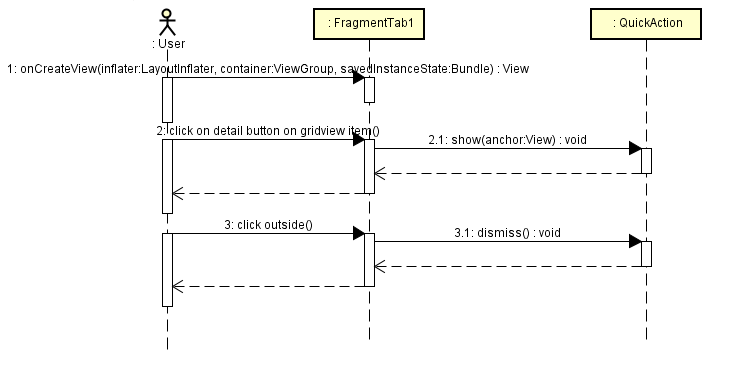 : User
: FragmentTab1
: QuickAction
1: onCreateView(inflater:LayoutInflater, container:ViewGroup, savedInstanceState:Bundle) : View
2: click on detail button on gridview item()
2.1: show(anchor:View) : void
3: click outside()
3.1: dismiss() : void